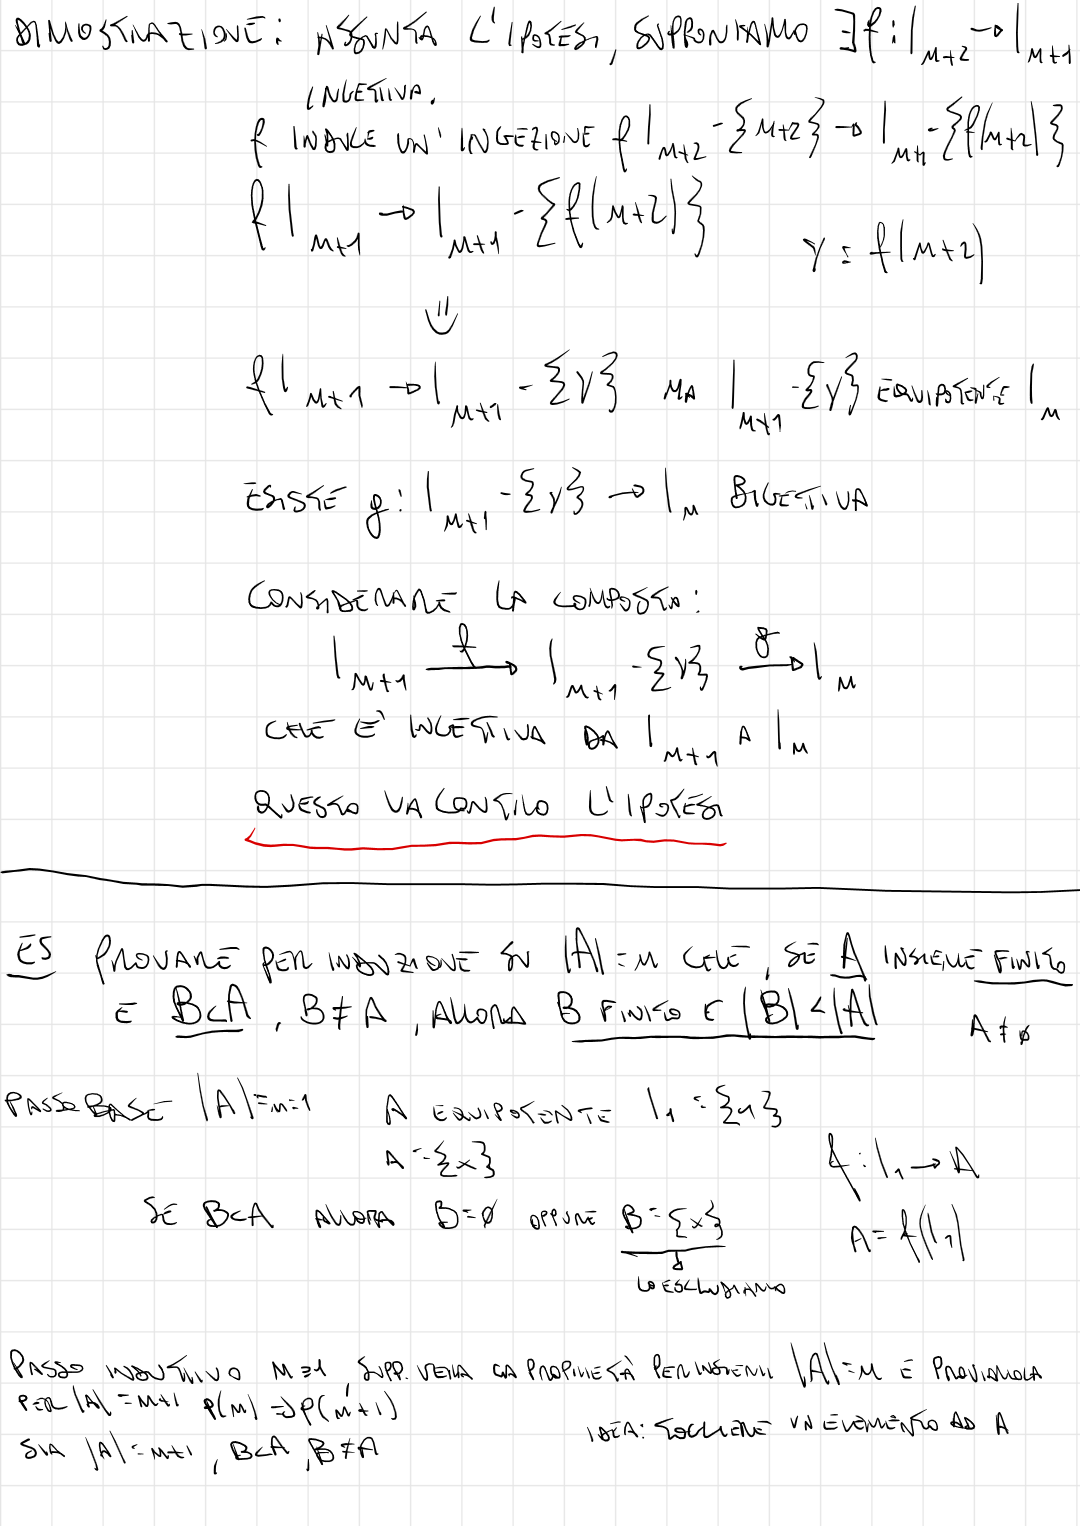 DIMOSTRAZIONE: ASSUNTA L'IPOTESI, SUPPONIAMO ∃f: I_{n+2} → I_{n+1}
INIETTIVA.
f INDUCE UN' INIEZIONE f I_{n+2} - {n+2} → I_{n+1} - {f(n+2)}
f I_{n+1} → I_{n+1} - {f(n+2)}
y = f(n+2)
⇓
f I_{n+1} → I_{n+1} - {y} MA I_{n+1} - {y} EQUIPOTENTE I_n
ESISTE g: I_{n+1} - {y} → I_n BIGETTIVA
CONSIDERARE LA COMPOSTA:
I_{n+1} —f→ I_{n+1} - {y} —g→ I_n
CHE E' INIETTIVA DA I_{n+1} A I_n
QUESTO VA CONTRO L'IPOTESI
ES PROVARE PER INDUZIONE SU |A| = n CHE, SE A INSIEME FINITO
E B⊂A, B≠A, ALLORA B FINITO E |B| < |A|
A ≠ ∅
PASSO BASE |A|=n=1 A EQUIPOTENTE I_1 = {1}
A = {x} f: I_1 → A
SE B⊂A ALLORA B=∅ OPPURE B={x} A = f(I_1)
LO ESCLUDIAMO
PASSO INDUTTIVO n≥1, SUPP. VERA LA PROPRIETÀ PER INSIEMI |A|=n E PROVIAMOLA
PER |A| = n+1 P(n) ⇒ P(n+1)
IDEA: TOGLIERE UN ELEMENTO AD A
SIA |A| = n+1, B⊂A, B≠A